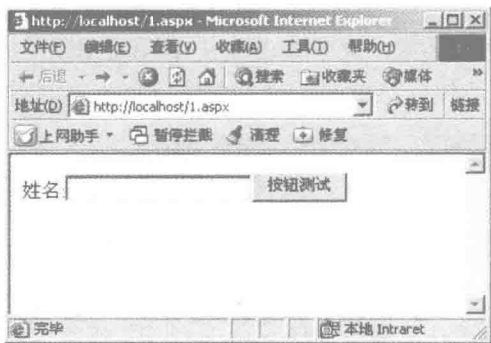 http://localhost/1.aspx - Microsoft Internet Explorer
文件(F) 编辑(E) 查看(V) 收藏(A) 工具(T) 帮助(H)
后退 搜索 收藏夹 媒体 »
地址(D) http://localhost/1.aspx 转到 链接
上网助手 暂停拦截 清理 修复
姓名 按钮测试
完毕 本地 Intraret